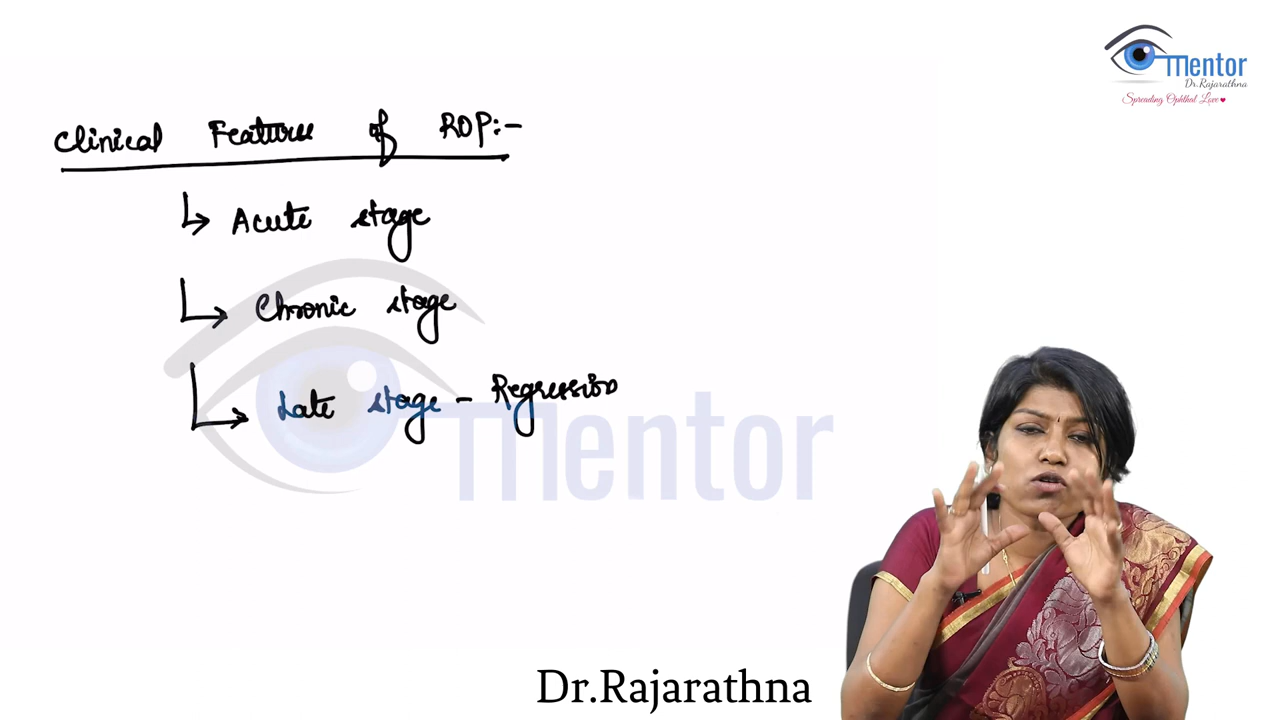 mentor
Dr.Rajarathna
Spreading Ophthal Love
Clinical Features of ROP:-
Acute stage
Chronic stage
Late stage - Regression
mentor
Dr.Rajarathna